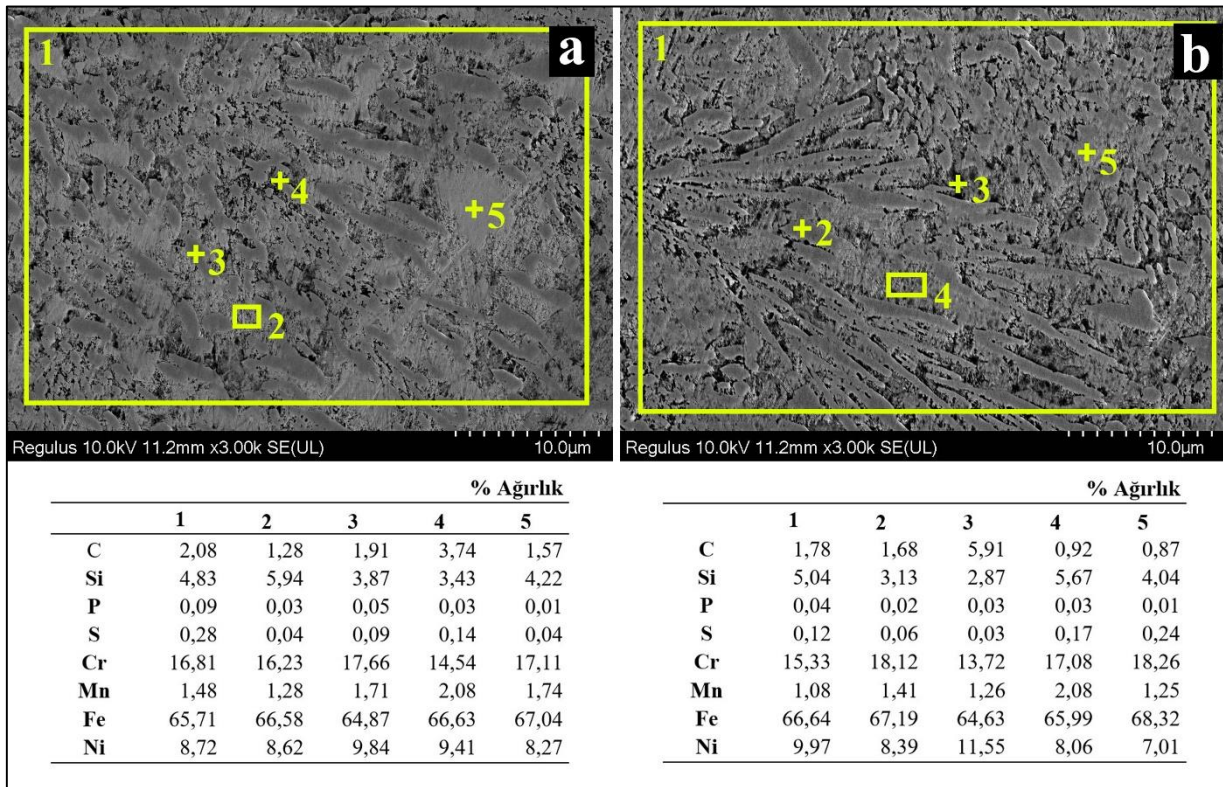 1 a
4
5
3
2
Regulus 10.0kV 11.2mm x3.00k SE(UL) 10.0µm
1 b
5
3
2
4
Regulus 10.0kV 11.2mm x3.00k SE(UL) 10.0µm
% Ağırlık
1 2 3 4 5
C 2,08 1,28 1,91 3,74 1,57
Si 4,83 5,94 3,87 3,43 4,22
P 0,09 0,03 0,05 0,03 0,01
S 0,28 0,04 0,09 0,14 0,04
Cr 16,81 16,23 17,66 14,54 17,11
Mn 1,48 1,28 1,71 2,08 1,74
Fe 65,71 66,58 64,87 66,63 67,04
Ni 8,72 8,62 9,84 9,41 8,27
% Ağırlık
1 2 3 4 5
C 1,78 1,68 5,91 0,92 0,87
Si 5,04 3,13 2,87 5,67 4,04
P 0,04 0,02 0,03 0,03 0,01
S 0,12 0,06 0,03 0,17 0,24
Cr 15,33 18,12 13,72 17,08 18,26
Mn 1,08 1,41 1,26 2,08 1,25
Fe 66,64 67,19 64,63 65,99 68,32
Ni 9,97 8,39 11,55 8,06 7,01